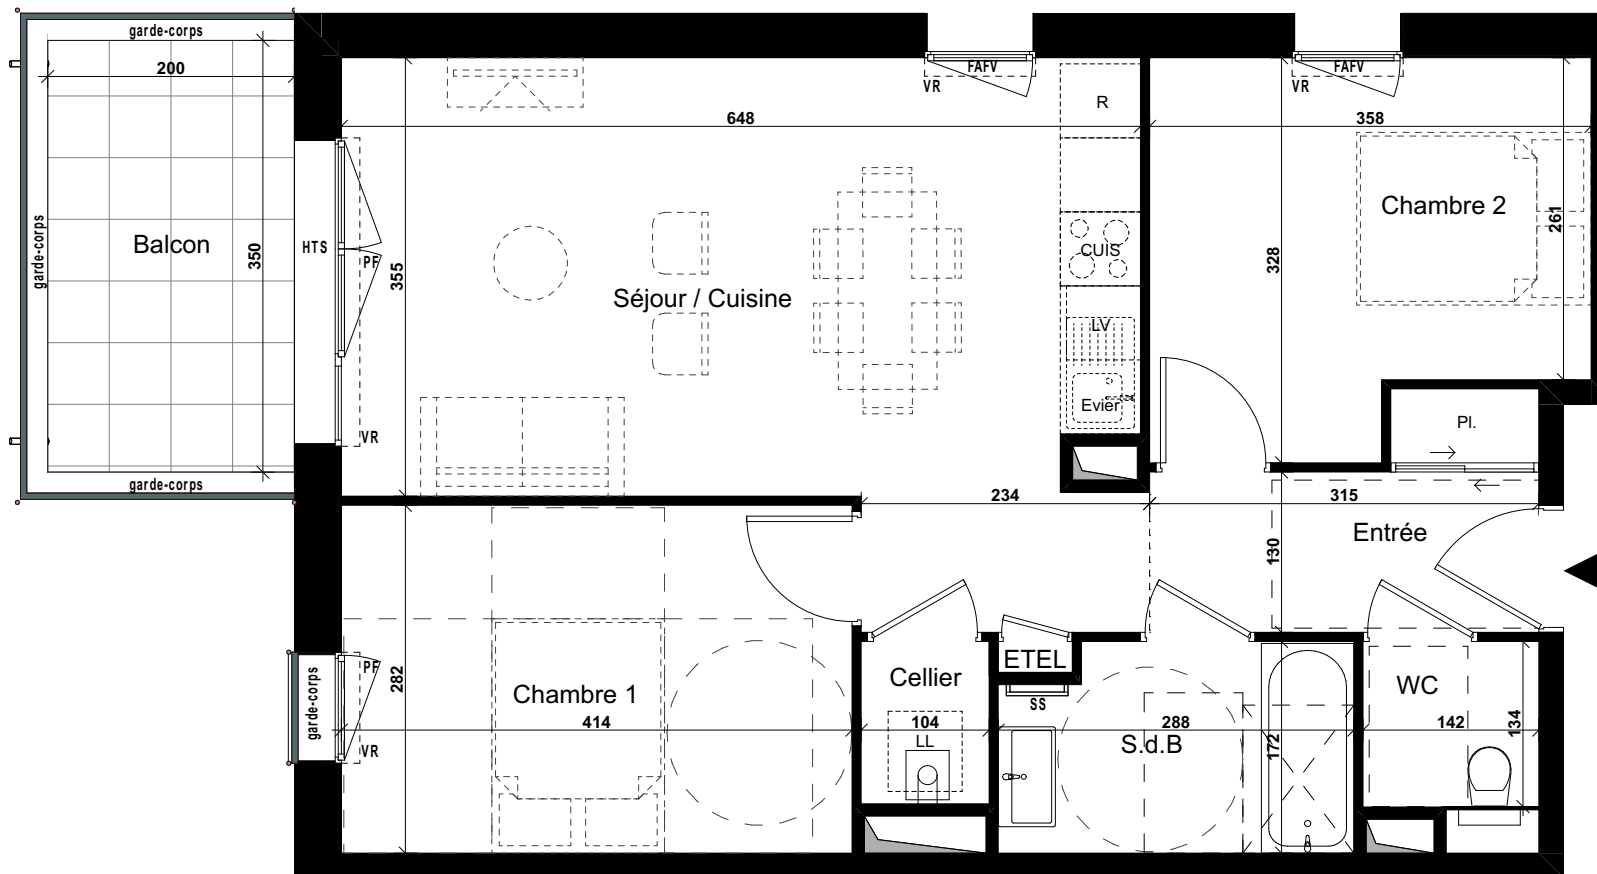 garde-corps
200
garde-corps
Balcon
350
garde-corps
HTS
PF
VR
648
355
Séjour / Cuisine
FAFV
VR
R
CUIS
LV
Evier
FAFV
VR
358
328
261
Chambre 2
Pl.
234
315
130
Entrée
garde-corps
PF
VR
282
Chambre 1
414
Cellier
104
LL
ETEL
SS
288
S.d.B
172
WC
142
134